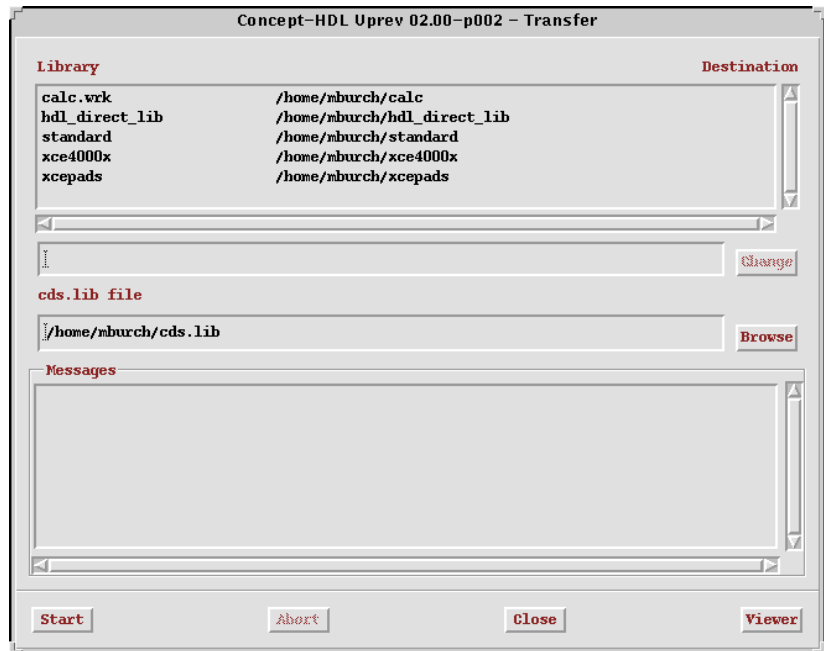 Concept-HDL Uprev 02.00-p002 - Transfer
Library Destination
calc.wrk /home/mburch/calc
hdl_direct_lib /home/mburch/hdl_direct_lib
standard /home/mburch/standard
xce4000x /home/mburch/xce4000x
xcepads /home/mburch/xcepads
Change
cds.lib file
/home/mburch/cds.lib Browse
Messages
Start Abort Close Viewer